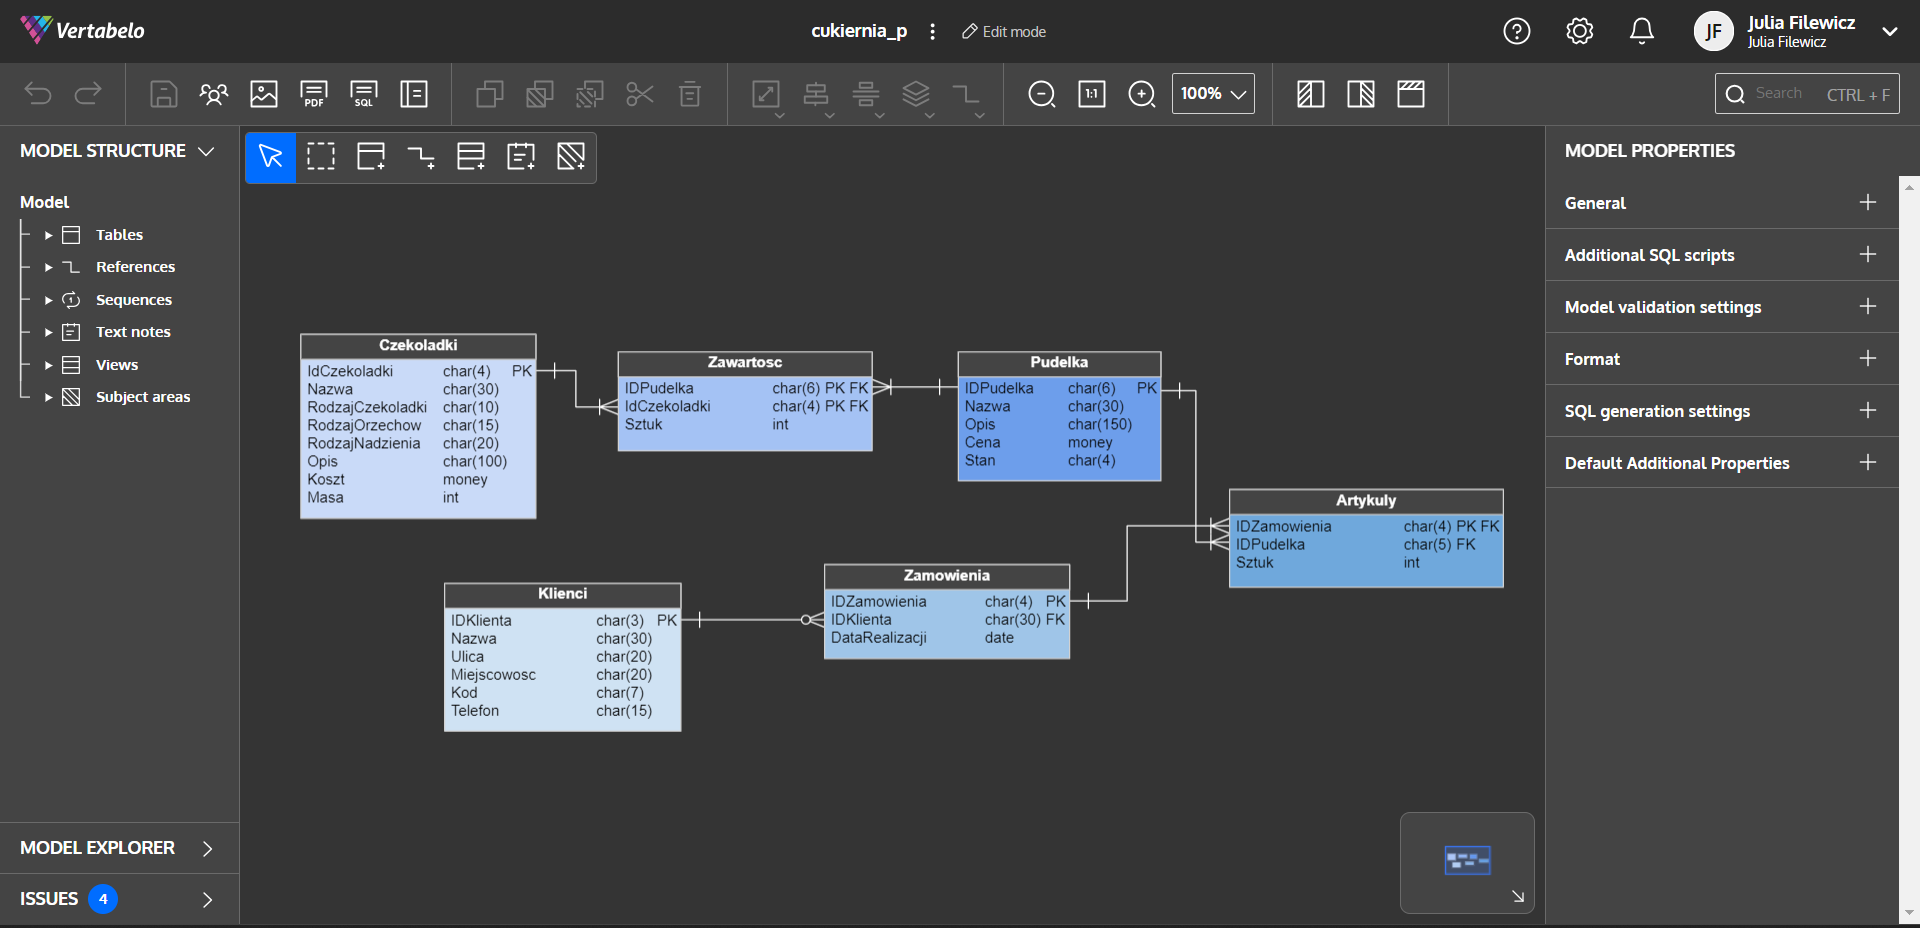 Vertabelo
cukiernia_p
Edit mode
JF
Julia Filewicz
Julia Filewicz
PDF
SQL
1:1
100%
Search
CTRL + F
MODEL STRUCTURE
Model
Tables
References
Sequences
Text notes
Views
Subject areas
MODEL EXPLORER
ISSUES 4
Czekoladki
IdCzekoladki char(4) PK
Nazwa char(30)
RodzajCzekoladki char(10)
RodzajOrzechow char(15)
RodzajNadzienia char(20)
Opis char(100)
Koszt money
Masa int
Zawartosc
IDPudelka char(6) PK FK
IdCzekoladki char(4) PK FK
Sztuk int
Pudelka
IDPudelka char(6) PK
Nazwa char(30)
Opis char(150)
Cena money
Stan char(4)
Artykuly
IDZamowienia char(4) PK FK
IDPudelka char(5) FK
Sztuk int
Klienci
IDKlienta char(3) PK
Nazwa char(30)
Ulica char(20)
Miejscowosc char(20)
Kod char(7)
Telefon char(15)
Zamowienia
IDZamowienia char(4) PK
IDKlienta char(30) FK
DataRealizacji date
MODEL PROPERTIES
General
Additional SQL scripts
Model validation settings
Format
SQL generation settings
Default Additional Properties